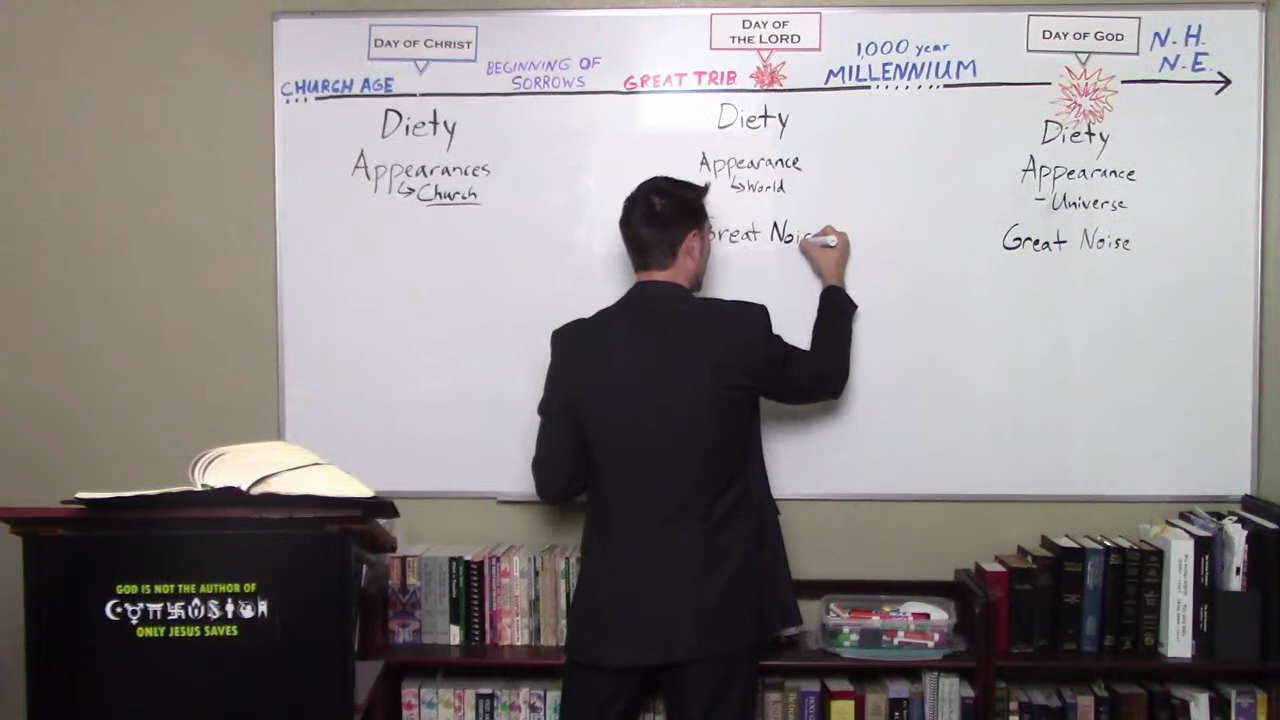 DAY OF CHRIST
DAY OF
THE LORD
DAY OF GOD
N.H.
N.E.
CHURCH AGE
BEGINNING OF
SORROWS
GREAT TRIB
1,000 year
MILLENNIUM
Diety
Appearances
Church
Diety
Appearance
World
Great Nois
Diety
Appearance
- Universe
Great Noise
GOD IS NOT THE AUTHOR OF
ONLY JESUS SAVES